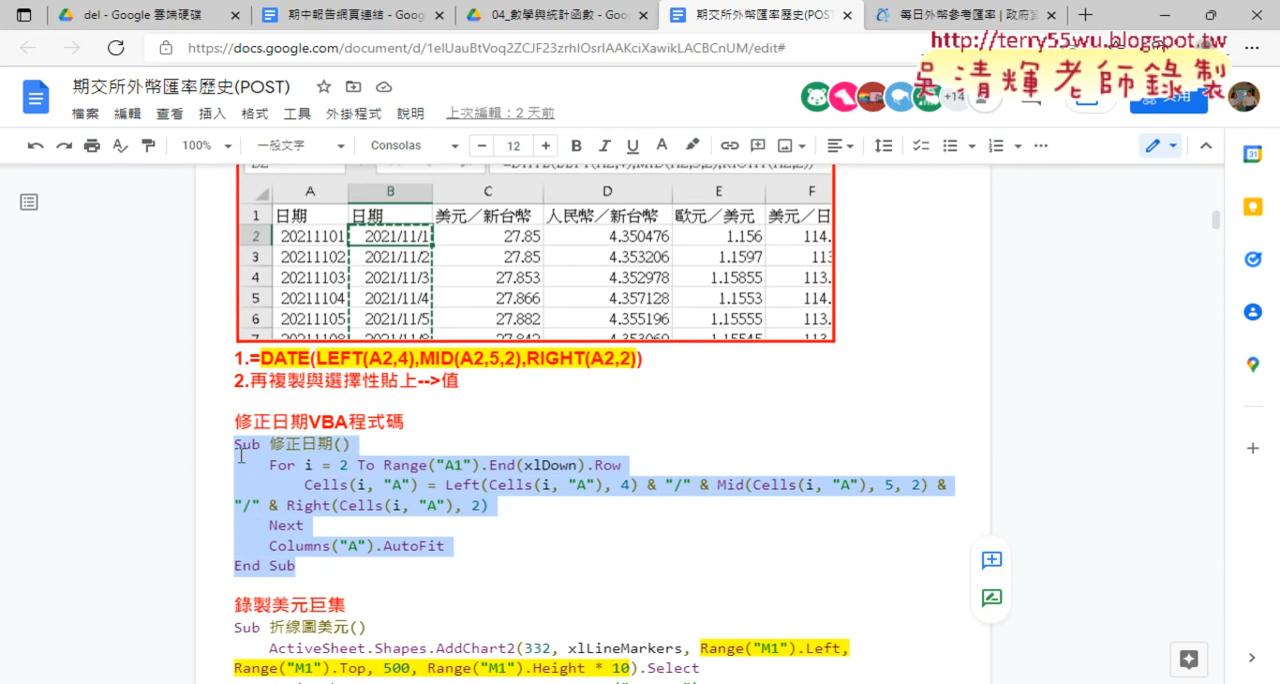 del - Google 雲端硬碟
期中報告網頁連結 - Goog
04_數學與統計函數 - Goo
期交所外幣匯率歷史(POST
每日外幣參考匯率 | 政府資
https://docs.google.com/document/d/1eIUauBtVoq2ZCJF23zrhIOsrIAAKciXawikLACBCnUM/edit#
http://terry55wu.blogspot.tw
吳清輝老師錄製
期交所外幣匯率歷史(POST)
檔案 編輯 查看 插入 格式 工具 外掛程式 說明 上次編輯：2 天前
+14
100% 一般文字 Consolas 12
A B C D E F
1 日期 日期 美元／新台幣 人民幣／新台幣 歐元／美元 美元／日
2 20211101 2021/11/1 27.85 4.350476 1.156 114.
3 20211102 2021/11/2 27.85 4.353206 1.1597 113
4 20211103 2021/11/3 27.853 4.352978 1.15855 113.
5 20211104 2021/11/4 27.866 4.357128 1.1553 114.
6 20211105 2021/11/5 27.882 4.355196 1.15555 113.
1.=DATE(LEFT(A2,4),MID(A2,5,2),RIGHT(A2,2))
2.再複製與選擇性貼上-->值
修正日期VBA程式碼
Sub 修正日期()
For i = 2 To Range("A1").End(xlDown).Row
Cells(i, "A") = Left(Cells(i, "A"), 4) & "/" & Mid(Cells(i, "A"), 5, 2) &
"/" & Right(Cells(i, "A"), 2)
Next
Columns("A").AutoFit
End Sub
錄製美元巨集
Sub 折線圖美元()
ActiveSheet.Shapes.AddChart2(332, xlLineMarkers, Range("M1").Left,
Range("M1").Top, 500, Range("M1").Height * 10).Select